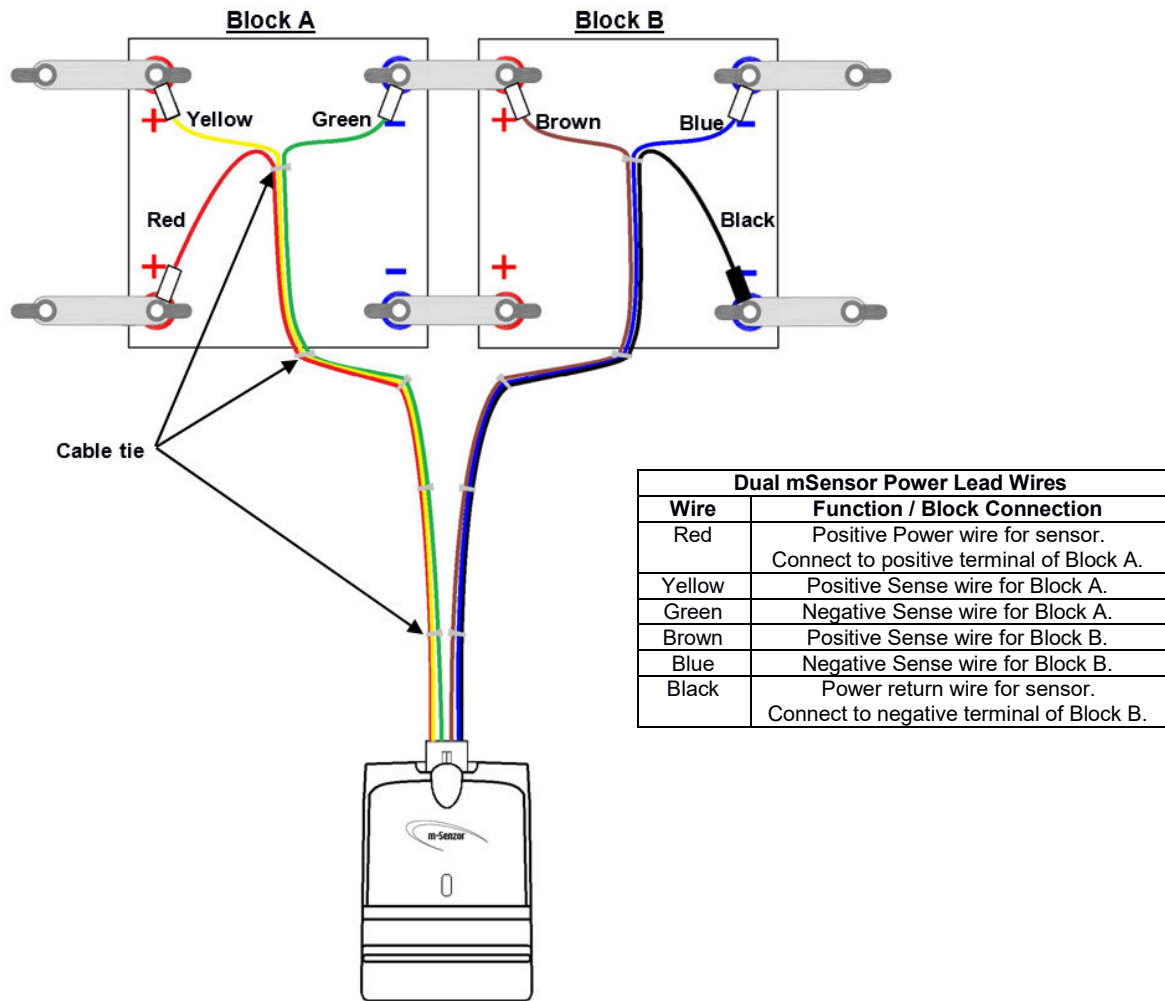 Block A
Block B
Yellow
Green
Brown
Blue
+
-
+
-
Red
Black
+
-
+
-
Cable tie
Dual mSensor Power Lead Wires
Wire
Function / Block Connection
Red
Positive Power wire for sensor.
Connect to positive terminal of Block A.
Yellow
Positive Sense wire for Block A.
Green
Negative Sense wire for Block A.
Brown
Positive Sense wire for Block B.
Blue
Negative Sense wire for Block B.
Black
Power return wire for sensor.
Connect to negative terminal of Block B.
m-Senzor